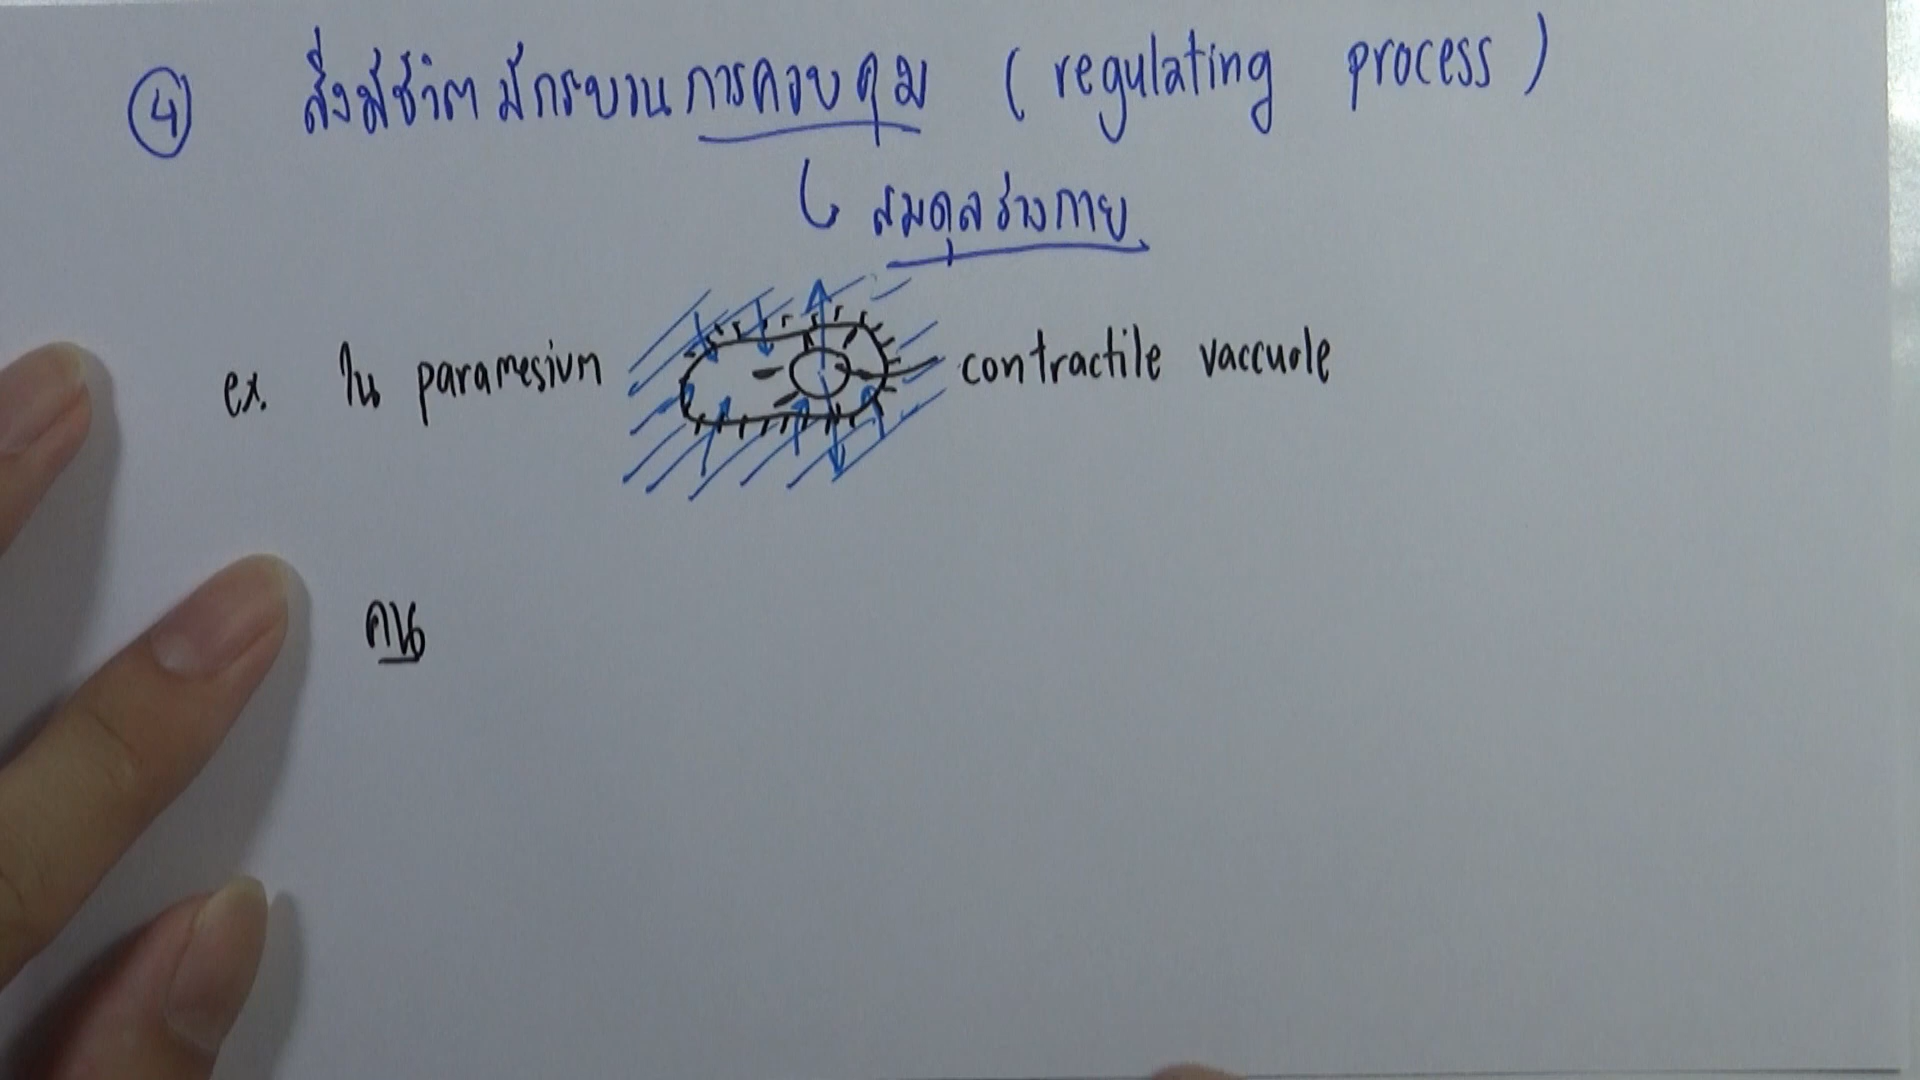 ④ สิ่งมีชีวิตมีกระบวนการควบคุม (regulating process)
สมดุลร่างกาย
ex. ใน paramesium contractile vaccuole
คน